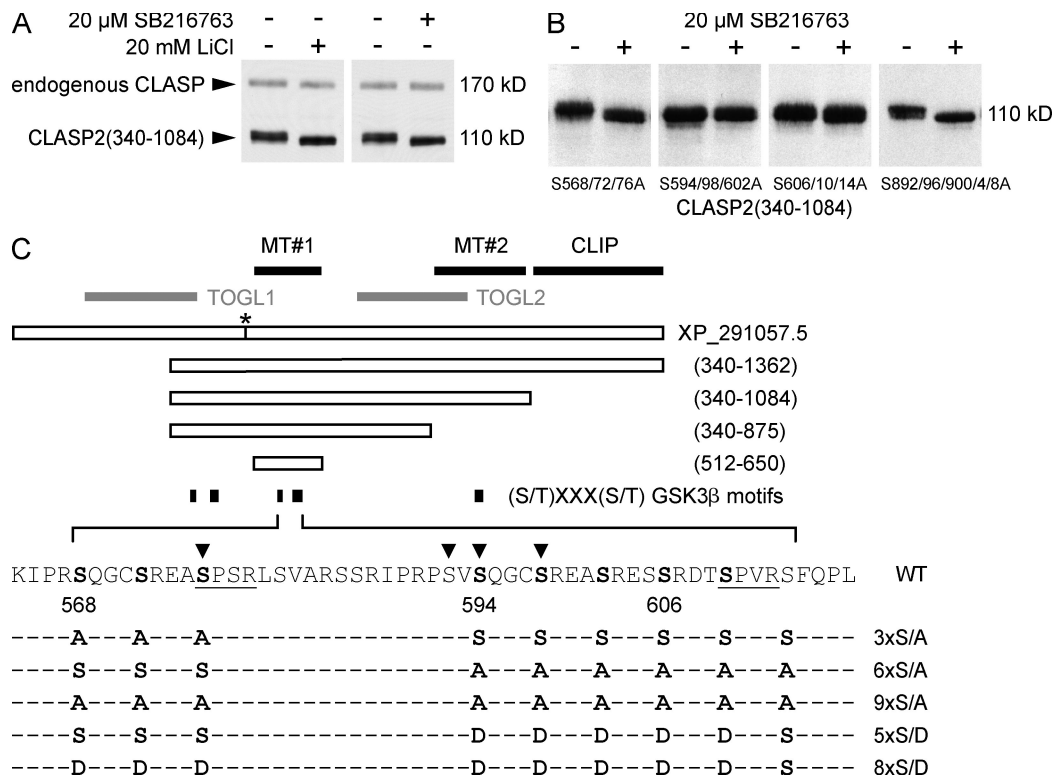 A
20 µM SB216763 - - - +
20 mM LiCl - + - -
endogenous CLASP 170 kD
CLASP2(340-1084) 110 kD
B
20 µM SB216763
- + - + - + - +
110 kD
S568/72/76A S594/98/602A S606/10/14A S892/96/900/4/8A
CLASP2(340-1084)
C
MT#1 MT#2 CLIP
TOGL1 TOGL2
*
XP_291057.5
(340-1362)
(340-1084)
(340-875)
(512-650)
(S/T)XXX(S/T) GSK3β motifs
KIPRSQGCSREASPSRLSVARSSRIPRPSVSQGCSREASRESSRDTSPVRSFQPL WT
568 594 606
----A---A---A-----------------S---S---S---S---S---S---- 3xS/A
----S---S---S-----------------A---A---A---A---A---A---- 6xS/A
----A---A---A-----------------A---A---A---A---A---A---- 9xS/A
----S---S---S-----------------D---D---D---D---D---S---- 5xS/D
----D---D---D-----------------D---D---D---D---D---S---- 8xS/D